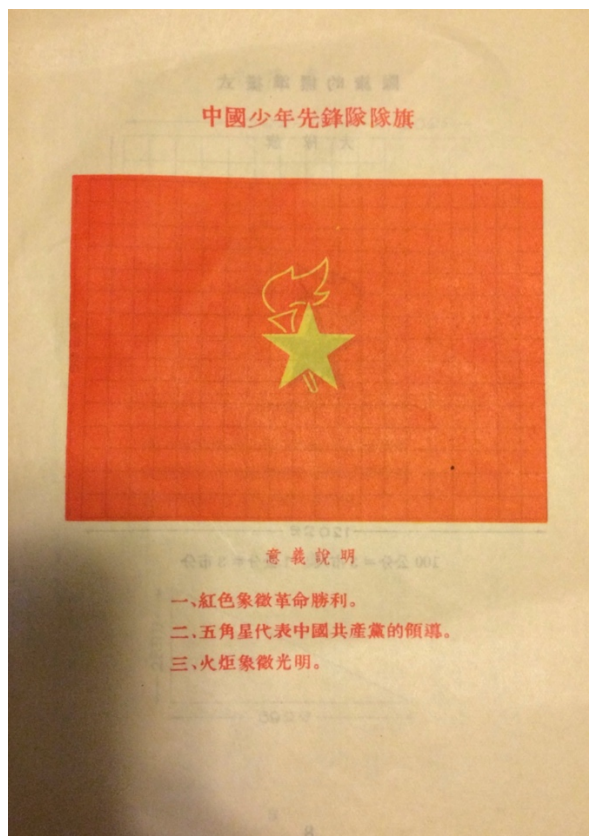 中國少年先鋒隊隊旗
意義說明
一、紅色象徵革命勝利。
二、五角星代表中國共產黨的領導。
三、火炬象徵光明。